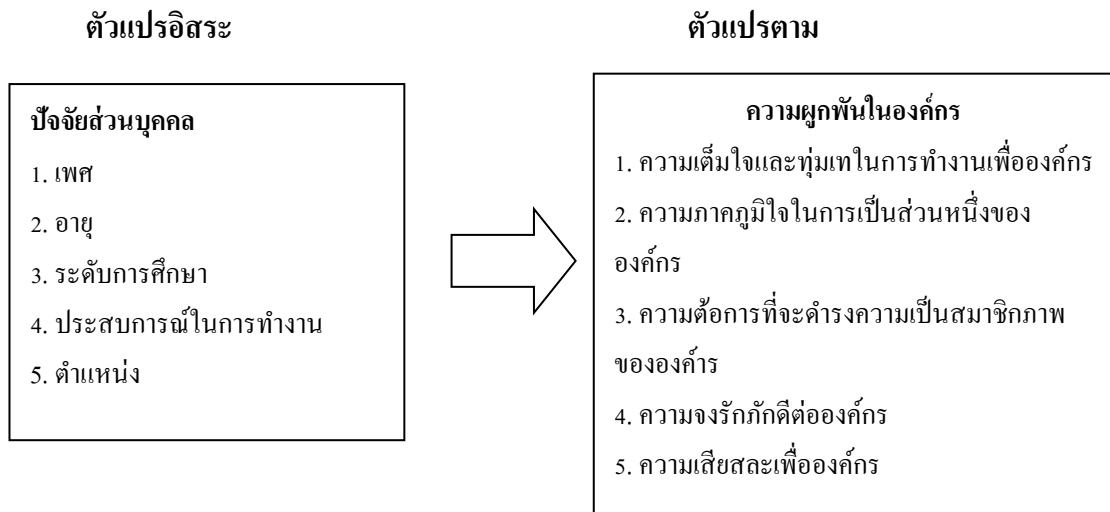 ตัวแปรอิสระ
ตัวแปรตาม
ปัจจัยส่วนบุคคล
1. เพศ
2. อายุ
3. ระดับการศึกษา
4. ประสบการณ์ในการทำงาน
5. ตำแหน่ง
ความผูกพันในองค์กร
1. ความเต็มใจและทุ่มเทในการทำงานเพื่อองค์กร
2. ความภาคภูมิใจในการเป็นส่วนหนึ่งของ
องค์กร
3. ความต้อการที่จะดำรงความเป็นสมาชิกภาพ
ขององค์าร
4. ความจงรักภักดีต่อองค์กร
5. ความเสียสละเพื่อองค์กร